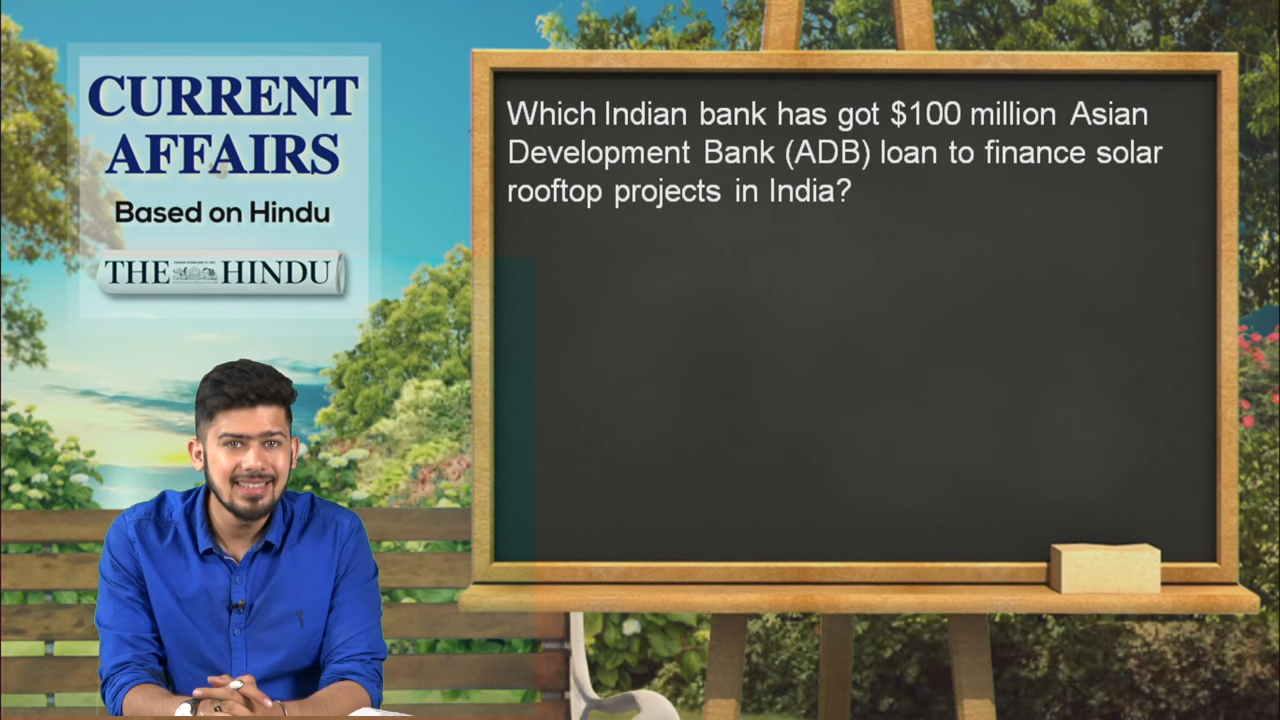 CURRENT
AFFAIRS
Based on Hindu
THE HINDU
Which Indian bank has got $100 million Asian
Development Bank (ADB) loan to finance solar
rooftop projects in India?